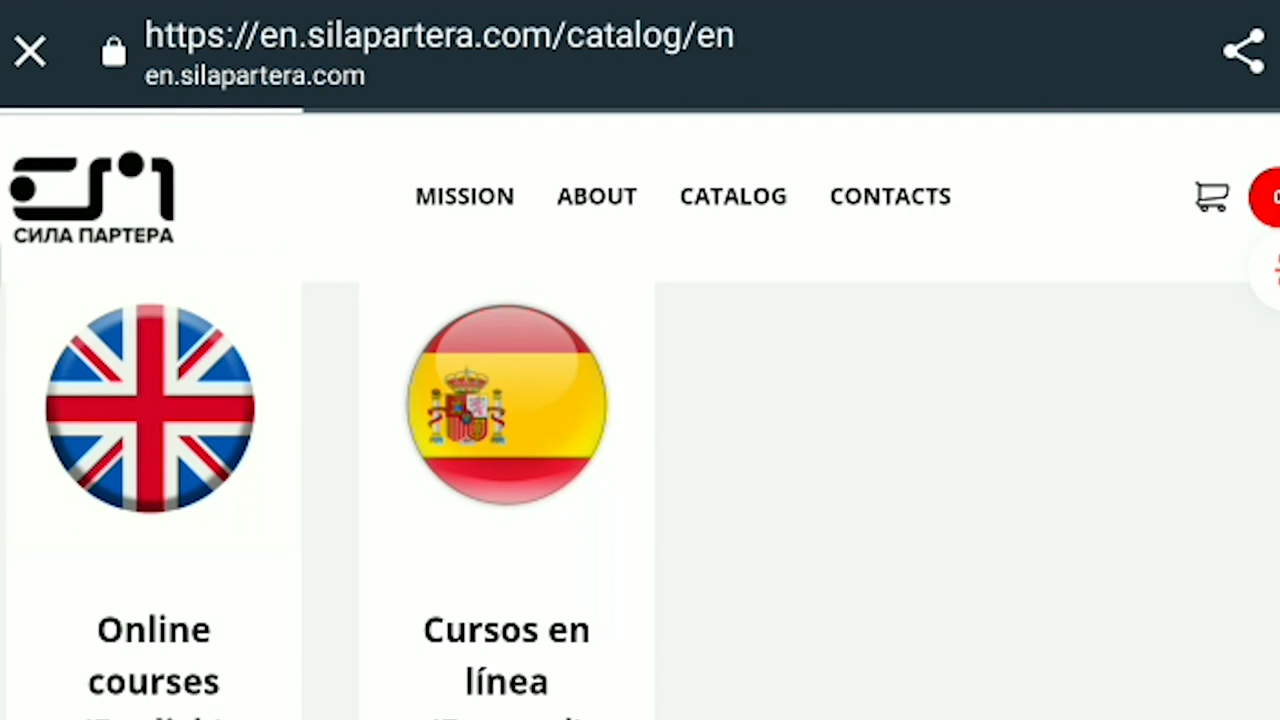 https://en.silapartera.com/catalog/en
en.silapartera.com
СИЛА ПАРТЕРА
MISSION ABOUT CATALOG CONTACTS
Online
courses
Cursos en
línea